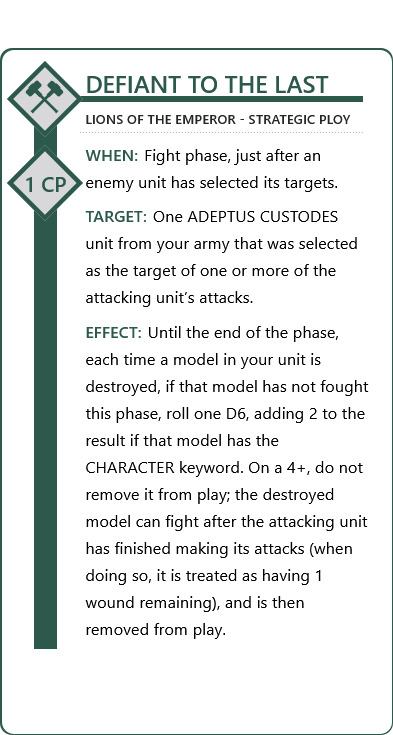 DEFIANT TO THE LAST
LIONS OF THE EMPEROR - STRATEGIC PLOY
1 CP
WHEN: Fight phase, just after an
enemy unit has selected its targets.
TARGET: One ADEPTUS CUSTODES
unit from your army that was selected
as the target of one or more of the
attacking unit’s attacks.
EFFECT: Until the end of the phase,
each time a model in your unit is
destroyed, if that model has not fought
this phase, roll one D6, adding 2 to the
result if that model has the
CHARACTER keyword. On a 4+, do not
remove it from play; the destroyed
model can fight after the attacking unit
has finished making its attacks (when
doing so, it is treated as having 1
wound remaining), and is then
removed from play.